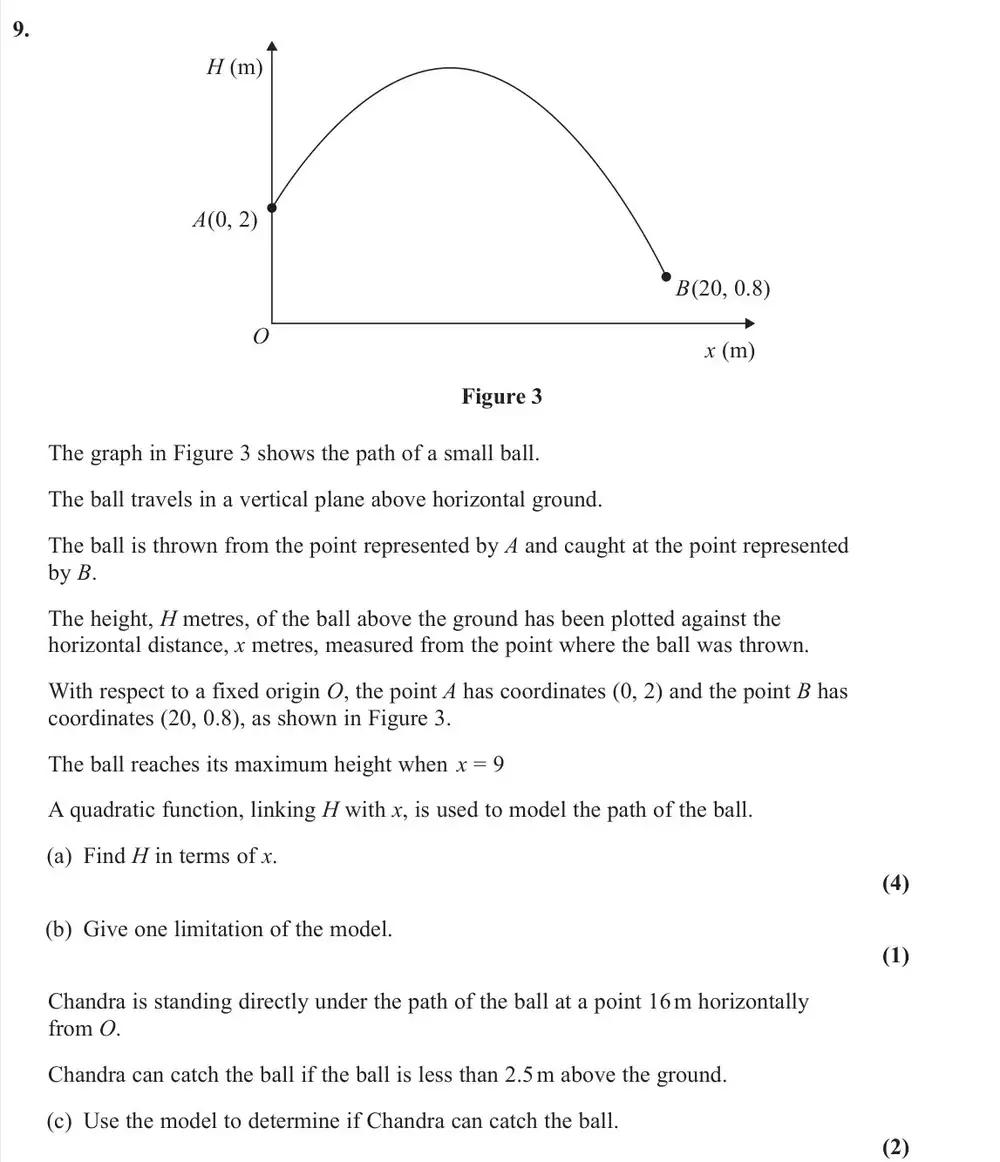 9.
H (m)
A(0, 2)
B(20, 0.8)
O
x (m)
Figure 3
The graph in Figure 3 shows the path of a small ball.
The ball travels in a vertical plane above horizontal ground.
The ball is thrown from the point represented by A and caught at the point represented
by B.
The height, H metres, of the ball above the ground has been plotted against the
horizontal distance, x metres, measured from the point where the ball was thrown.
With respect to a fixed origin O, the point A has coordinates (0, 2) and the point B has
coordinates (20, 0.8), as shown in Figure 3.
The ball reaches its maximum height when x = 9
A quadratic function, linking H with x, is used to model the path of the ball.
(a) Find H in terms of x.
(4)
(b) Give one limitation of the model.
(1)
Chandra is standing directly under the path of the ball at a point 16 m horizontally
from O.
Chandra can catch the ball if the ball is less than 2.5 m above the ground.
(c) Use the model to determine if Chandra can catch the ball.
(2)